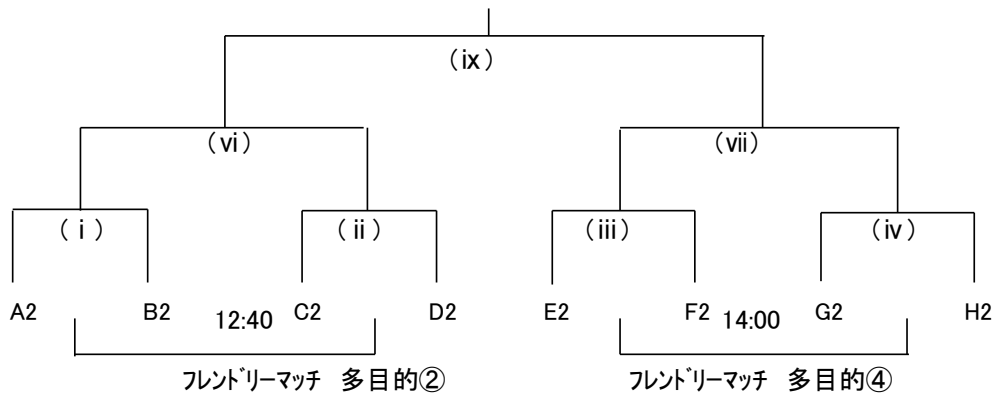 （ix）
（vi） （vii）
（ i ） （ ii ） （iii） （iv）
A2 B2 12:40 C2 D2 E2 F2 14:00 G2 H2
ﾌﾚﾝﾄﾞﾘｰﾏｯﾁ 多目的② ﾌﾚﾝﾄﾞﾘｰﾏｯﾁ 多目的④